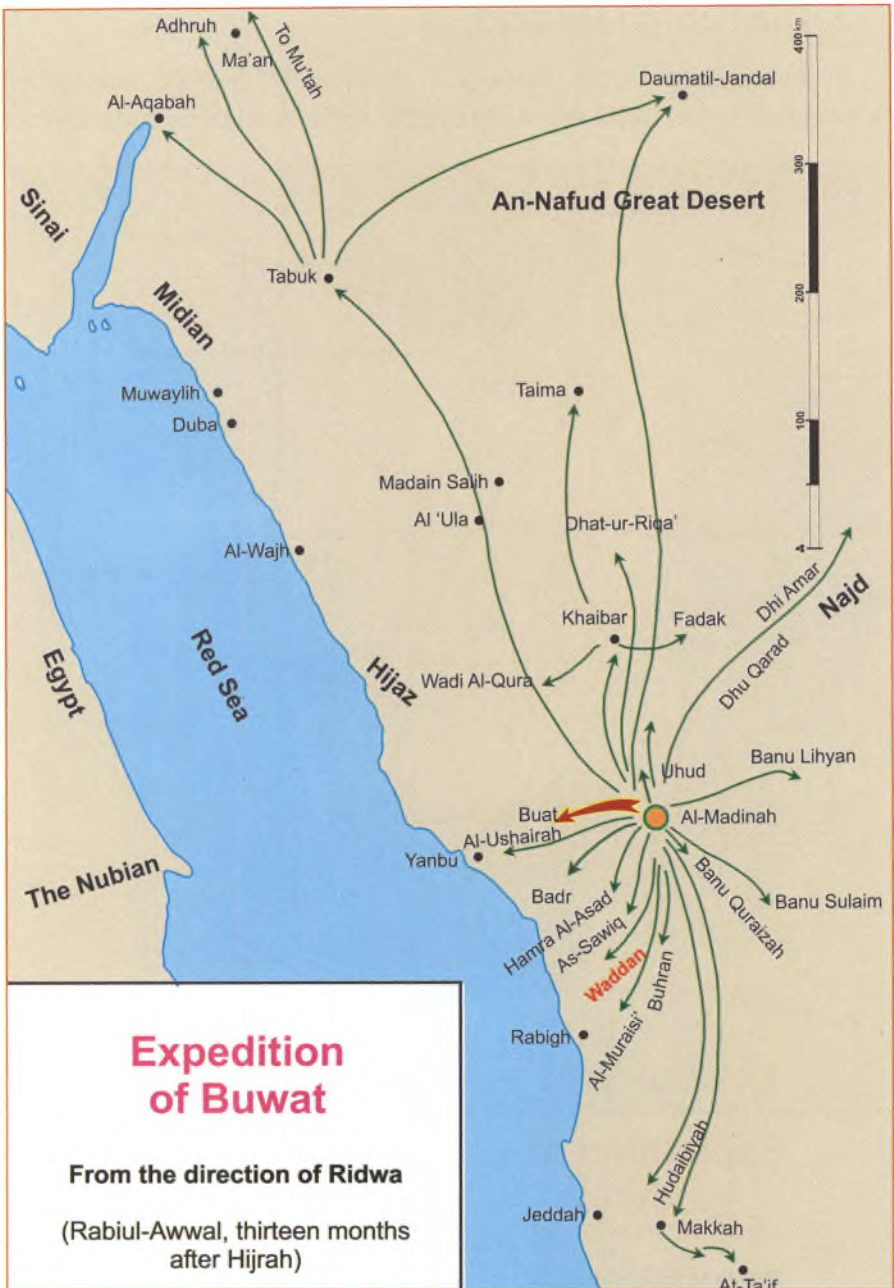 Adhruh
Ma'an
To Mu'tah
400 km
Al-Aqabah
Daumatil-Jandal
Sinai
300
An-Nafud Great Desert
Tabuk
200
Midian
Muwaylih
Taima
Duba
100
Madain Salih
Al 'Ula
Dhat-ur-Riqa'
Al-Wajh
Dhi Amar
Najd
Khaibar
Fadak
Red Sea
Egypt
Hijaz
Wadi Al-Qura
Dhu Qarad
Banu Lihyan
Uhud
Buat
Al-Madinah
Al-Ushairah
Yanbu
The Nubian
Badr
Banu Quraizah
Banu Sulaim
Hamra Al-Asad
As-Sawiq
Waddan
Buhran
Rabigh
Al-Muraisi'
Hudaibiyah
Jeddah
Makkah
At-Ta'if
Expedition
of Buwat
From the direction of Ridwa
(Rabiul-Awwal, thirteen months
after Hijrah)